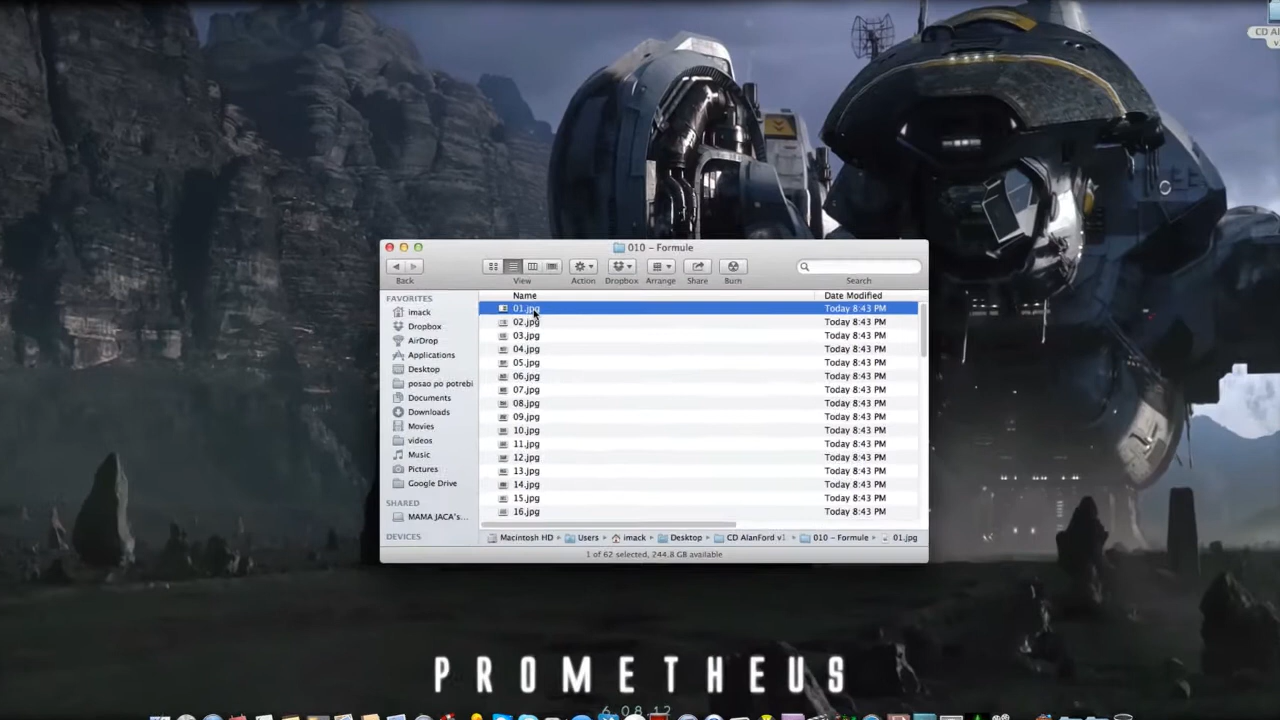 CD Al
v
010 – Formule
Back
View
Action
Dropbox
Arrange
Share
Burn
Search
FAVORITES
imack
Dropbox
AirDrop
Applications
Desktop
posao po potrebi
Documents
Downloads
Movies
videos
Music
Pictures
Google Drive
SHARED
MAMA JACA's...
DEVICES
Name Date Modified
01.jpg Today 8:43 PM
02.jpg Today 8:43 PM
03.jpg Today 8:43 PM
04.jpg Today 8:43 PM
05.jpg Today 8:43 PM
06.jpg Today 8:43 PM
07.jpg Today 8:43 PM
08.jpg Today 8:43 PM
09.jpg Today 8:43 PM
10.jpg Today 8:43 PM
11.jpg Today 8:43 PM
12.jpg Today 8:43 PM
13.jpg Today 8:43 PM
14.jpg Today 8:43 PM
15.jpg Today 8:43 PM
16.jpg Today 8:43 PM
Macintosh HD Users imack Desktop CD AlanFord v1 010 – Formule 01.jpg
1 of 62 selected, 244.8 GB available
PROMETHEUS
6.08.12